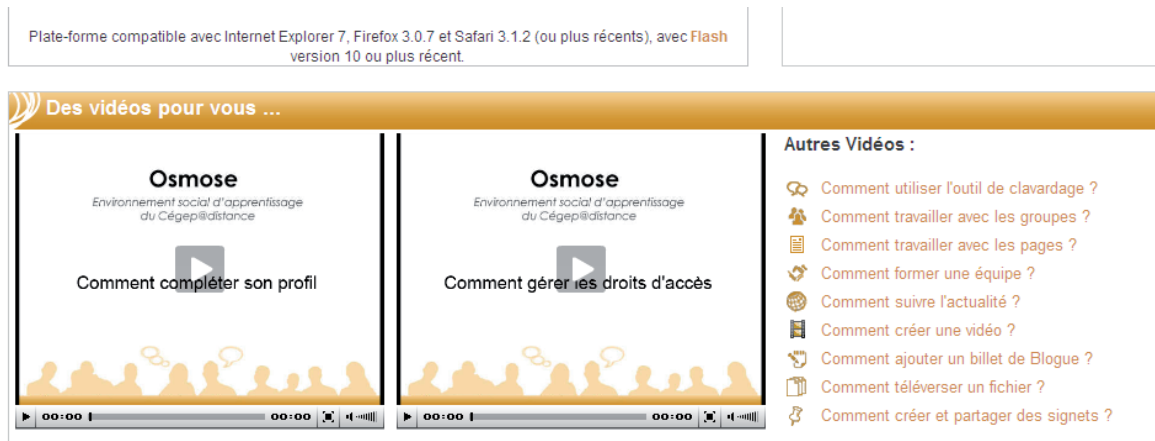 Plate-forme compatible avec Internet Explorer 7, Firefox 3.0.7 et Safari 3.1.2 (ou plus récents), avec Flash
version 10 ou plus récent.
Des vidéos pour vous ...
Osmose
Environnement social d'apprentissage
du Cégep@distance
Comment compléter son profil
00:00
00:00
Osmose
Environnement social d'apprentissage
du Cégep@distance
Comment gérer les droits d'accès
00:00
00:00
Autres Vidéos :
Comment utiliser l'outil de clavardage ?
Comment travailler avec les groupes ?
Comment travailler avec les pages ?
Comment former une équipe ?
Comment suivre l'actualité ?
Comment créer une vidéo ?
Comment ajouter un billet de Blogue ?
Comment téléverser un fichier ?
Comment créer et partager des signets ?